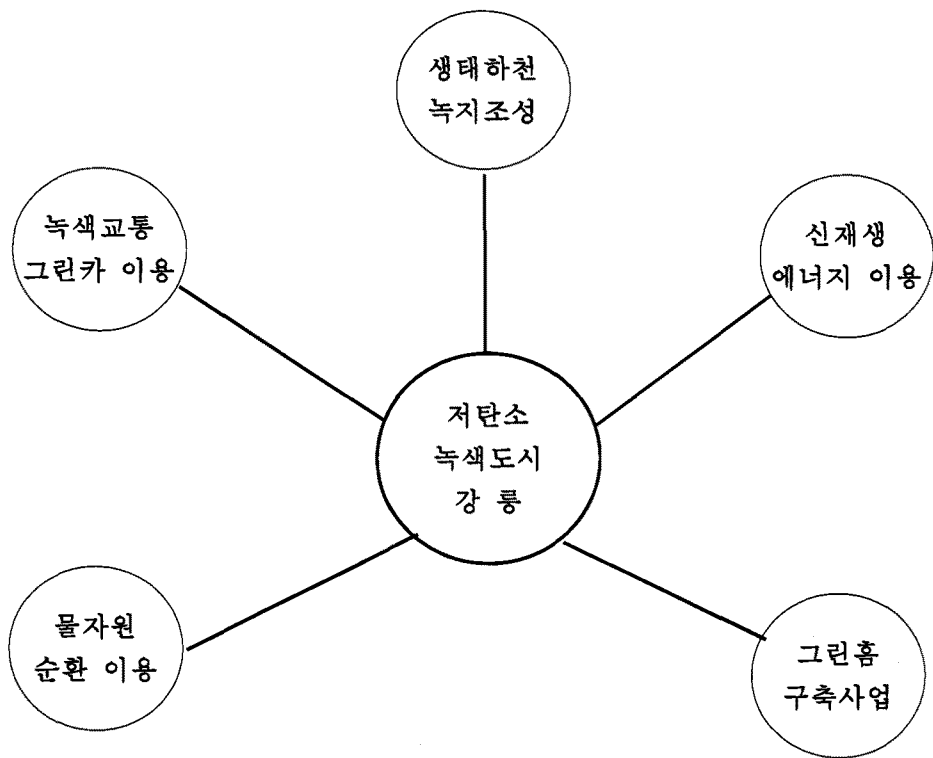 생태하천
녹지조성
녹색교통
그린카 이용
신재생
에너지 이용
저탄소
녹색도시
강 릉
물자원
순환 이용
그린홈
구축사업